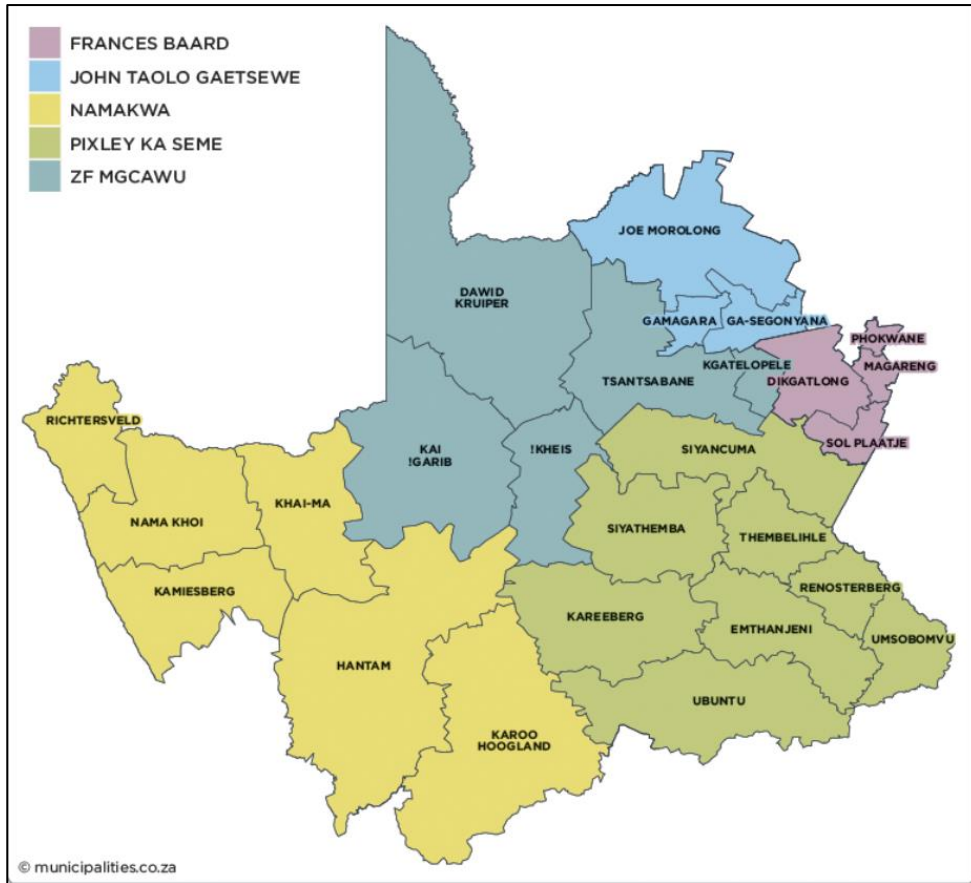 FRANCES BAARD
JOHN TAOLO GAETSEWE
NAMAKWA
PIXLEY KA SEME
ZF MGCAWU
JOE MOROLONG
DAWID
KRUIPER
GAMAGARA
GA-SEGONYANA
PHOKWANE
KGATELOPELE
MAGARENG
TSANTSABANE
DIKGATLONG
RICHTERSVELD
SOL PLAATJE
KAI
!GARIB
!KHEIS
SIYANCUMA
KHAI-MA
NAMA KHOI
SIYATHEMBA
THEMBELIHLE
KAMIESBERG
RENOSTERBERG
KAREEBERG
EMTHANJENI
UMSOBOMVU
HANTAM
UBUNTU
KAROO
HOOGLAND
© municipalities.co.za